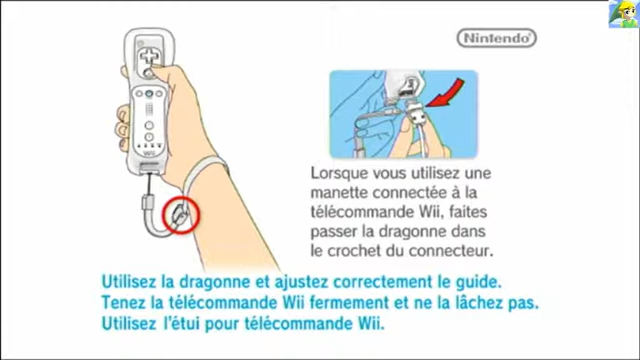 Nintendo
Wii
Lorsque vous utilisez une
manette connectée à la
télécommande Wii, faites
passer la dragonne dans
le crochet du connecteur.
Utilisez la dragonne et ajustez correctement le guide.
Tenez la télécommande Wii fermement et ne la lâchez pas.
Utilisez l'étui pour télécommande Wii.